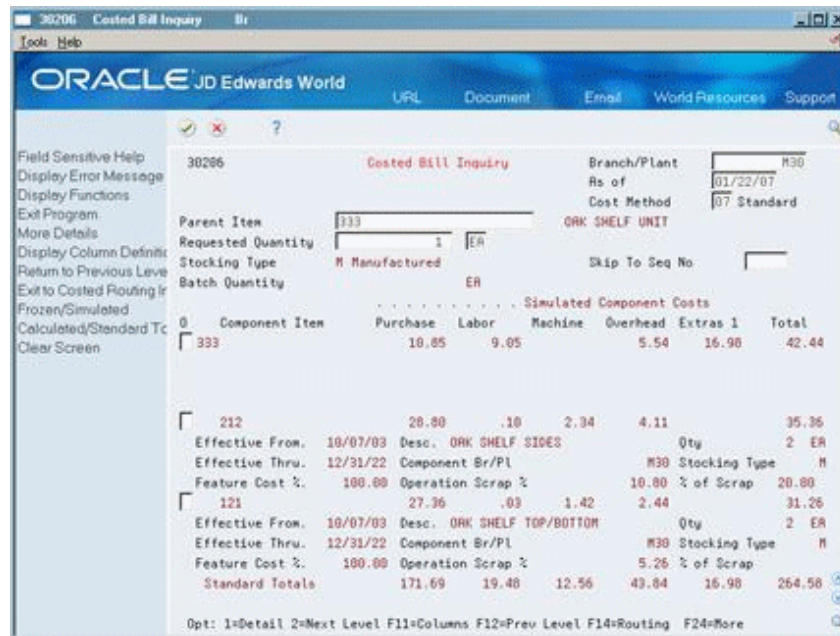 30206 Costed Bill Inquiry Br
Tools Help
ORACLE JD Edwards World
URL Document Email World Resources Support
Field Sensitive Help
Display Error Message
Display Functions
Exit Program
More Details
Display Column Definitic
Return to Previous Leve
Exit to Costed Routing Ir
Frozen/Simulated
Calculated/Standard Tc
Clear Screen
?
30206 Costed Bill Inquiry Branch/Plant M30
As of 01/22/07
Cost Method 07 Standard
Parent Item 333 OAK SHELF UNIT
Requested Quantity 1 EA
Stocking Type M Manufactured Skip To Seq No
Batch Quantity EA
. . . . . . . . . . Simulated Component Costs
O Component Item Purchase Labor Machine Overhead Extras 1 Total
333 10.85 9.05 5.54 16.98 42.44
212 28.80 .10 2.34 4.11 35.36
Effective From. 10/07/03 Desc. OAK SHELF SIDES Qty 2 EA
Effective Thru. 12/31/22 Component Br/Pl M30 Stocking Type M
Feature Cost %. 100.00 Operation Scrap % 10.80 % of Scrap 20.80
121 27.36 .03 1.42 2.44 31.26
Effective From. 10/07/03 Desc. OAK SHELF TOP/BOTTOM Qty 2 EA
Effective Thru. 12/31/22 Component Br/Pl M30 Stocking Type M
Feature Cost %. 100.00 Operation Scrap % 5.26 % of Scrap
Standard Totals 171.69 19.48 12.56 43.84 16.98 264.58
Opt: 1=Detail 2=Next Level F11=Columns F12=Prev Level F14=Routing F24=More